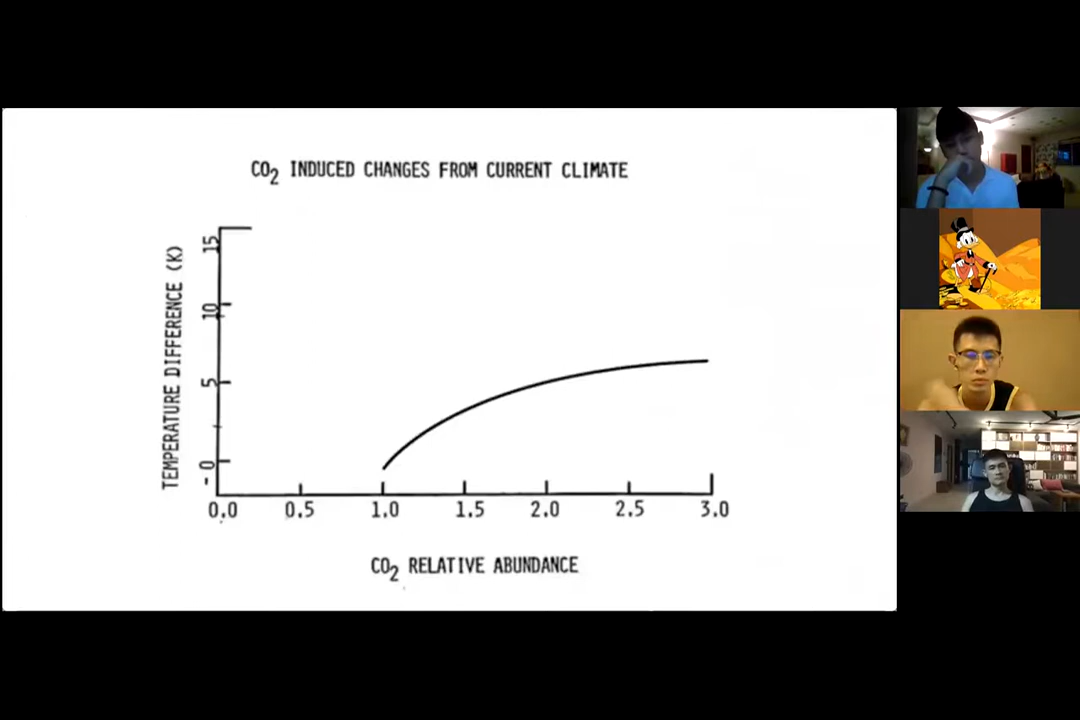 CO2 INDUCED CHANGES FROM CURRENT CLIMATE
TEMPERATURE DIFFERENCE (K)
15
10
5
-0
0.0 0.5 1.0 1.5 2.0 2.5 3.0
CO2 RELATIVE ABUNDANCE